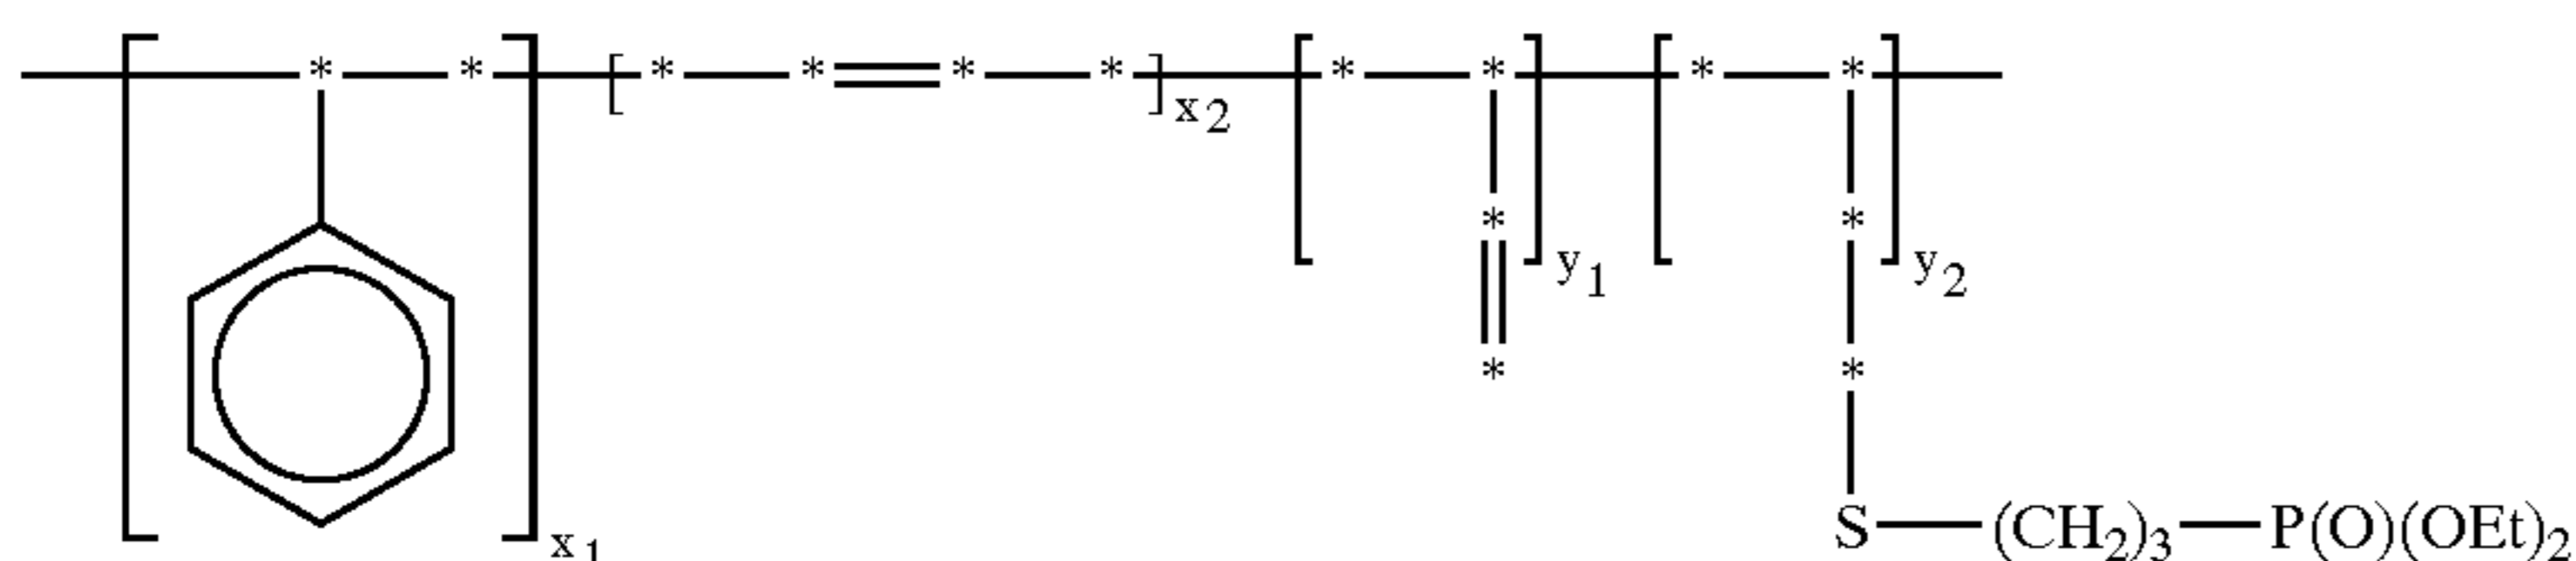 * * [ * * * * ]x2 * * * *
* *
y1 y2
* *
S (CH2)3 P(O)(OEt)2
x1